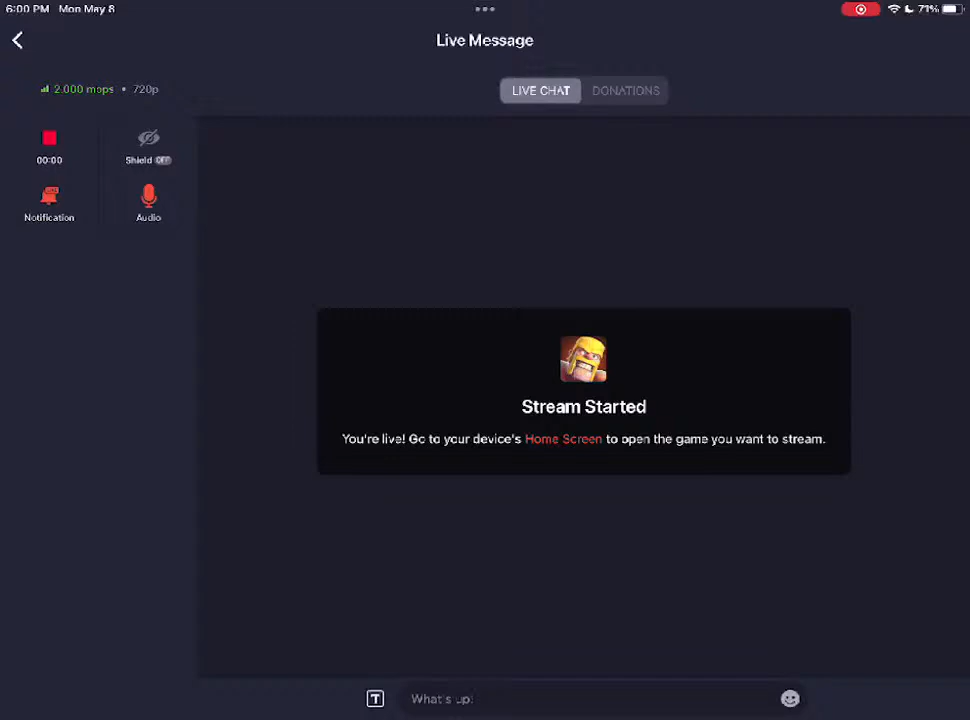 6:00 PM Mon May 8
71%
Live Message
2.000 mbps • 720p
LIVE CHAT DONATIONS
00:00
Shield OFF
Notification
Audio
Stream Started
You're live! Go to your device's Home Screen to open the game you want to stream.
T
What's up!